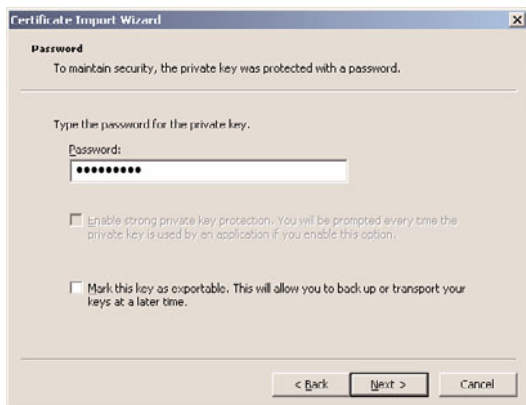 Certificate Import Wizard
Password
To maintain security, the private key was protected with a password.
Type the password for the private key.
Password:
●●●●●●●●●
Enable strong private key protection. You will be prompted every time the
private key is used by an application if you enable this option.
Mark this key as exportable. This will allow you to back up or transport your
keys at a later time.
< Back
Next >
Cancel